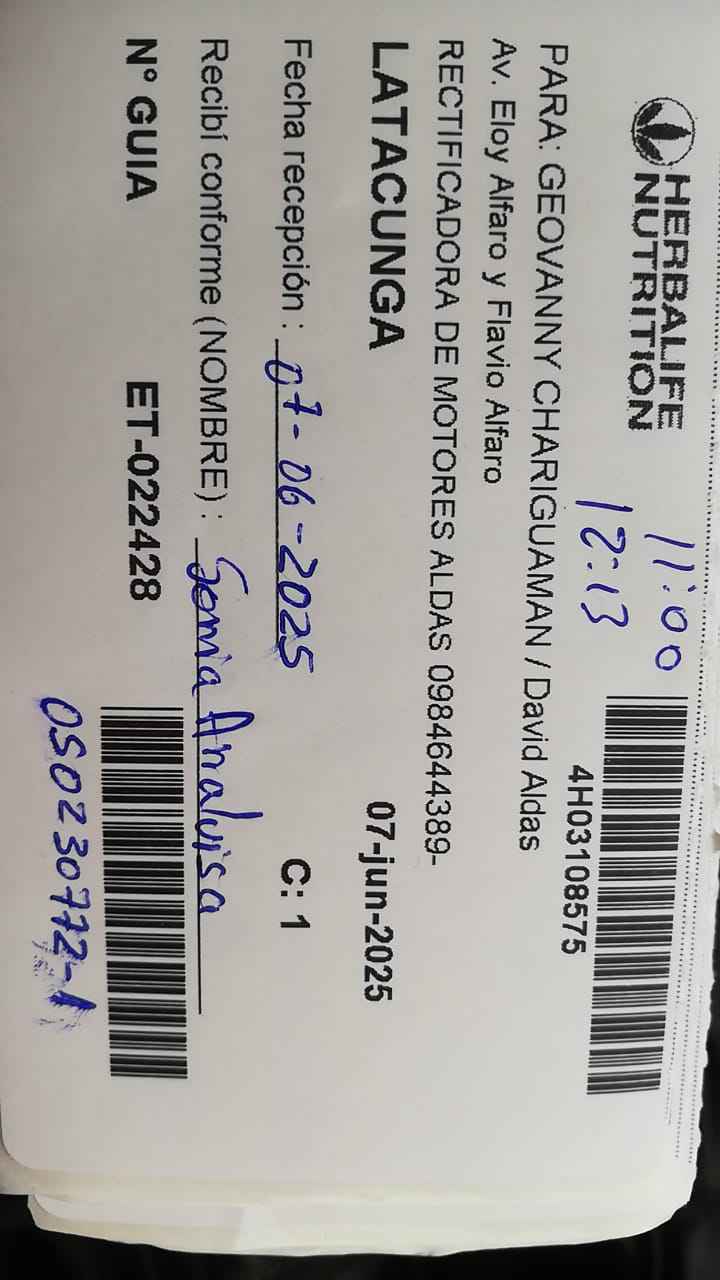 HERBALIFE
NUTRITION
11:00
12:13
4H03108575
PARA: GEOVANNY CHARIGUAMAN / David Aldas
Av. Eloy Alfaro y Flavio Alfaro
RECTIFICADORA DE MOTORES ALDAS 0984644389-
LATACUNGA 07-jun-2025
Fecha recepción : 07-06-2025 C: 1
Recibí conforme (NOMBRE) : Sonia Analuisa
N° GUIA ET-022428
050230772-1